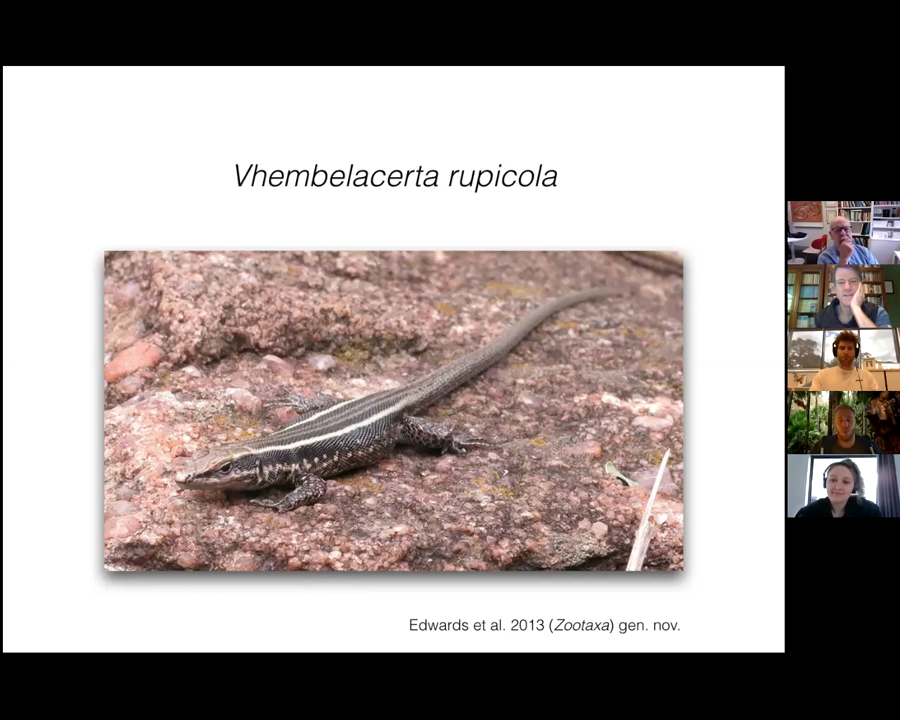 Vhembelacerta rupicola
Edwards et al. 2013 (Zootaxa) gen. nov.